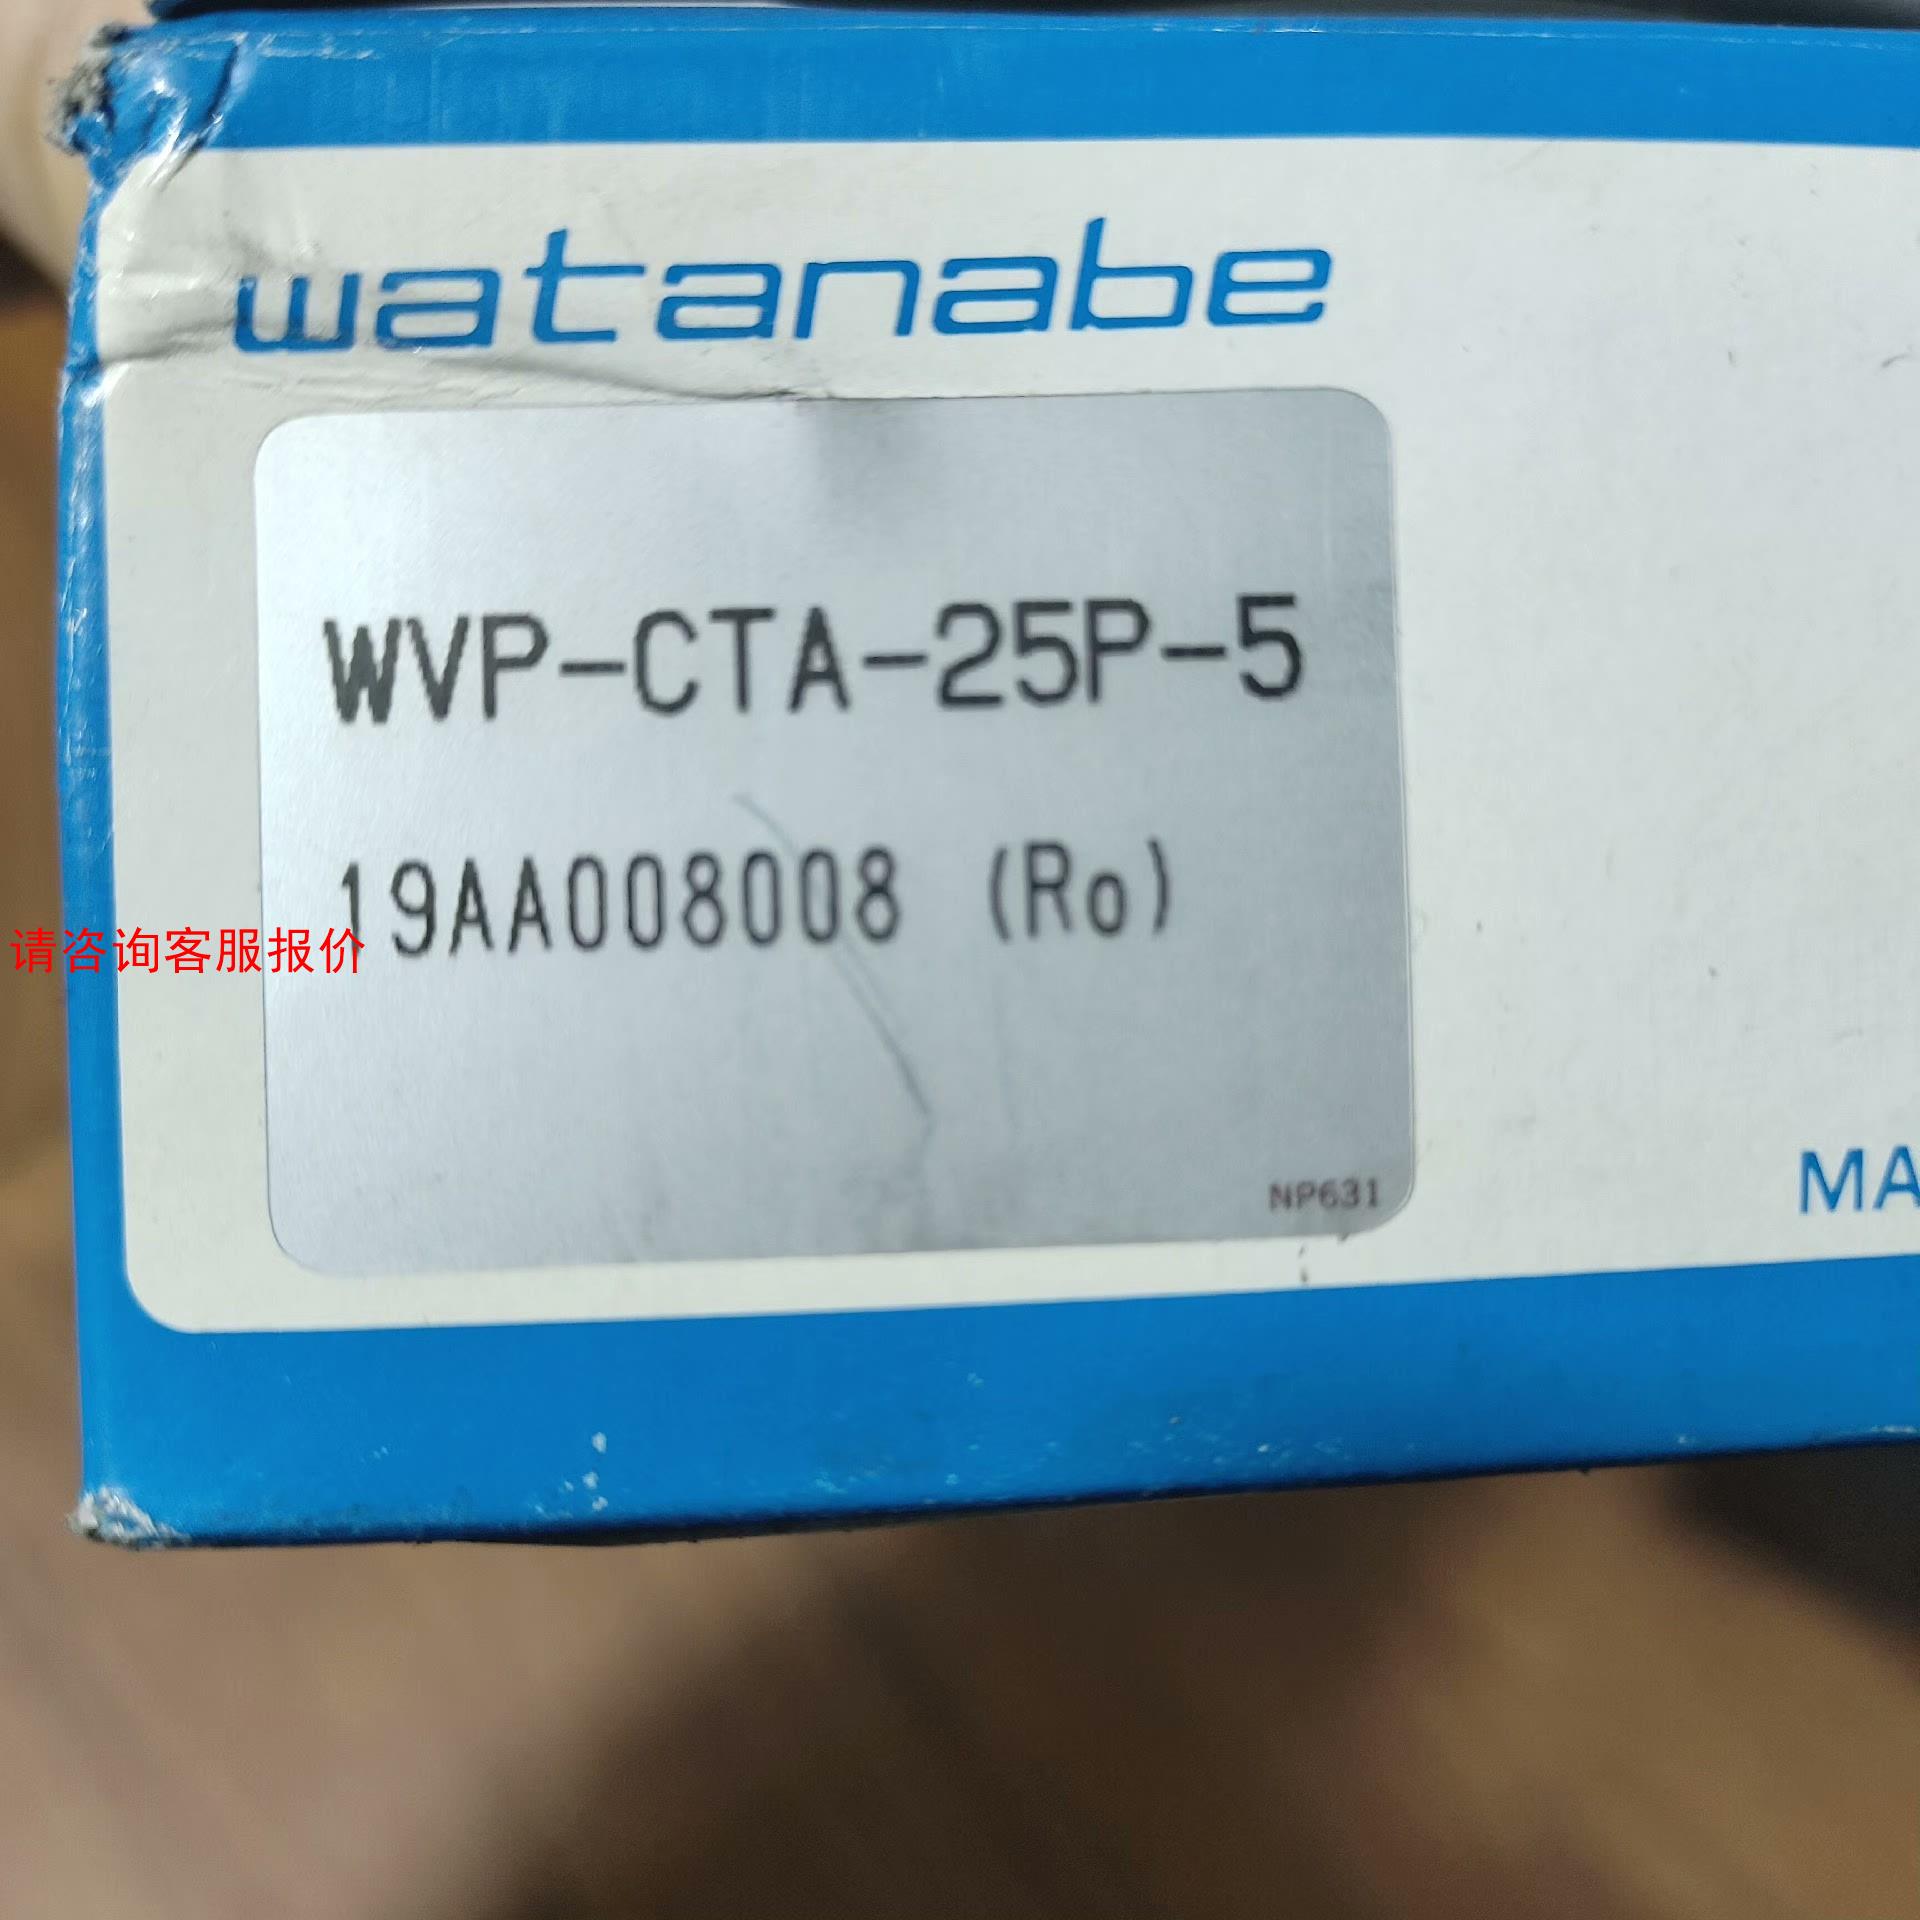 watanabe
WVP-CTA-25P-5
19AA008008 (Ro)
请咨询客服报价
NP631
MA